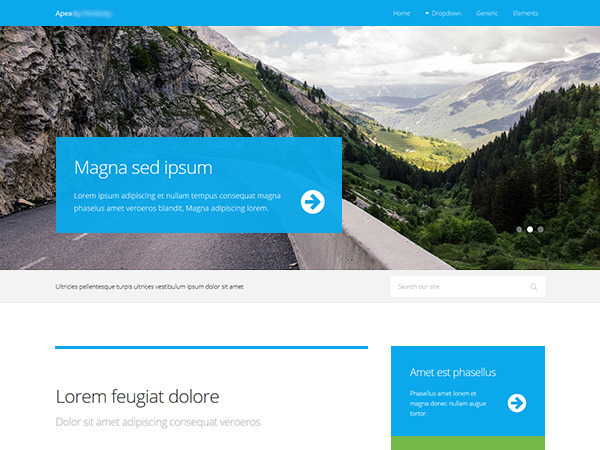 Apex
Home
Dropdown
Generic
Elements
Magna sed ipsum
Lorem ipsum adipiscing et nullam tempus consequat magna
phaselus amet veroeros blandit, Magna adipiscing lorem.
Ultricies pellentesque turpis ultrices vestibulum ipsum dolor sit amet
Search our site
Lorem feugiat dolore
Dolor sit amet adipiscing consequat veroeros
Amet est phasellus
Phasellus amet lorem et
magna donec nullam augue
tortor.